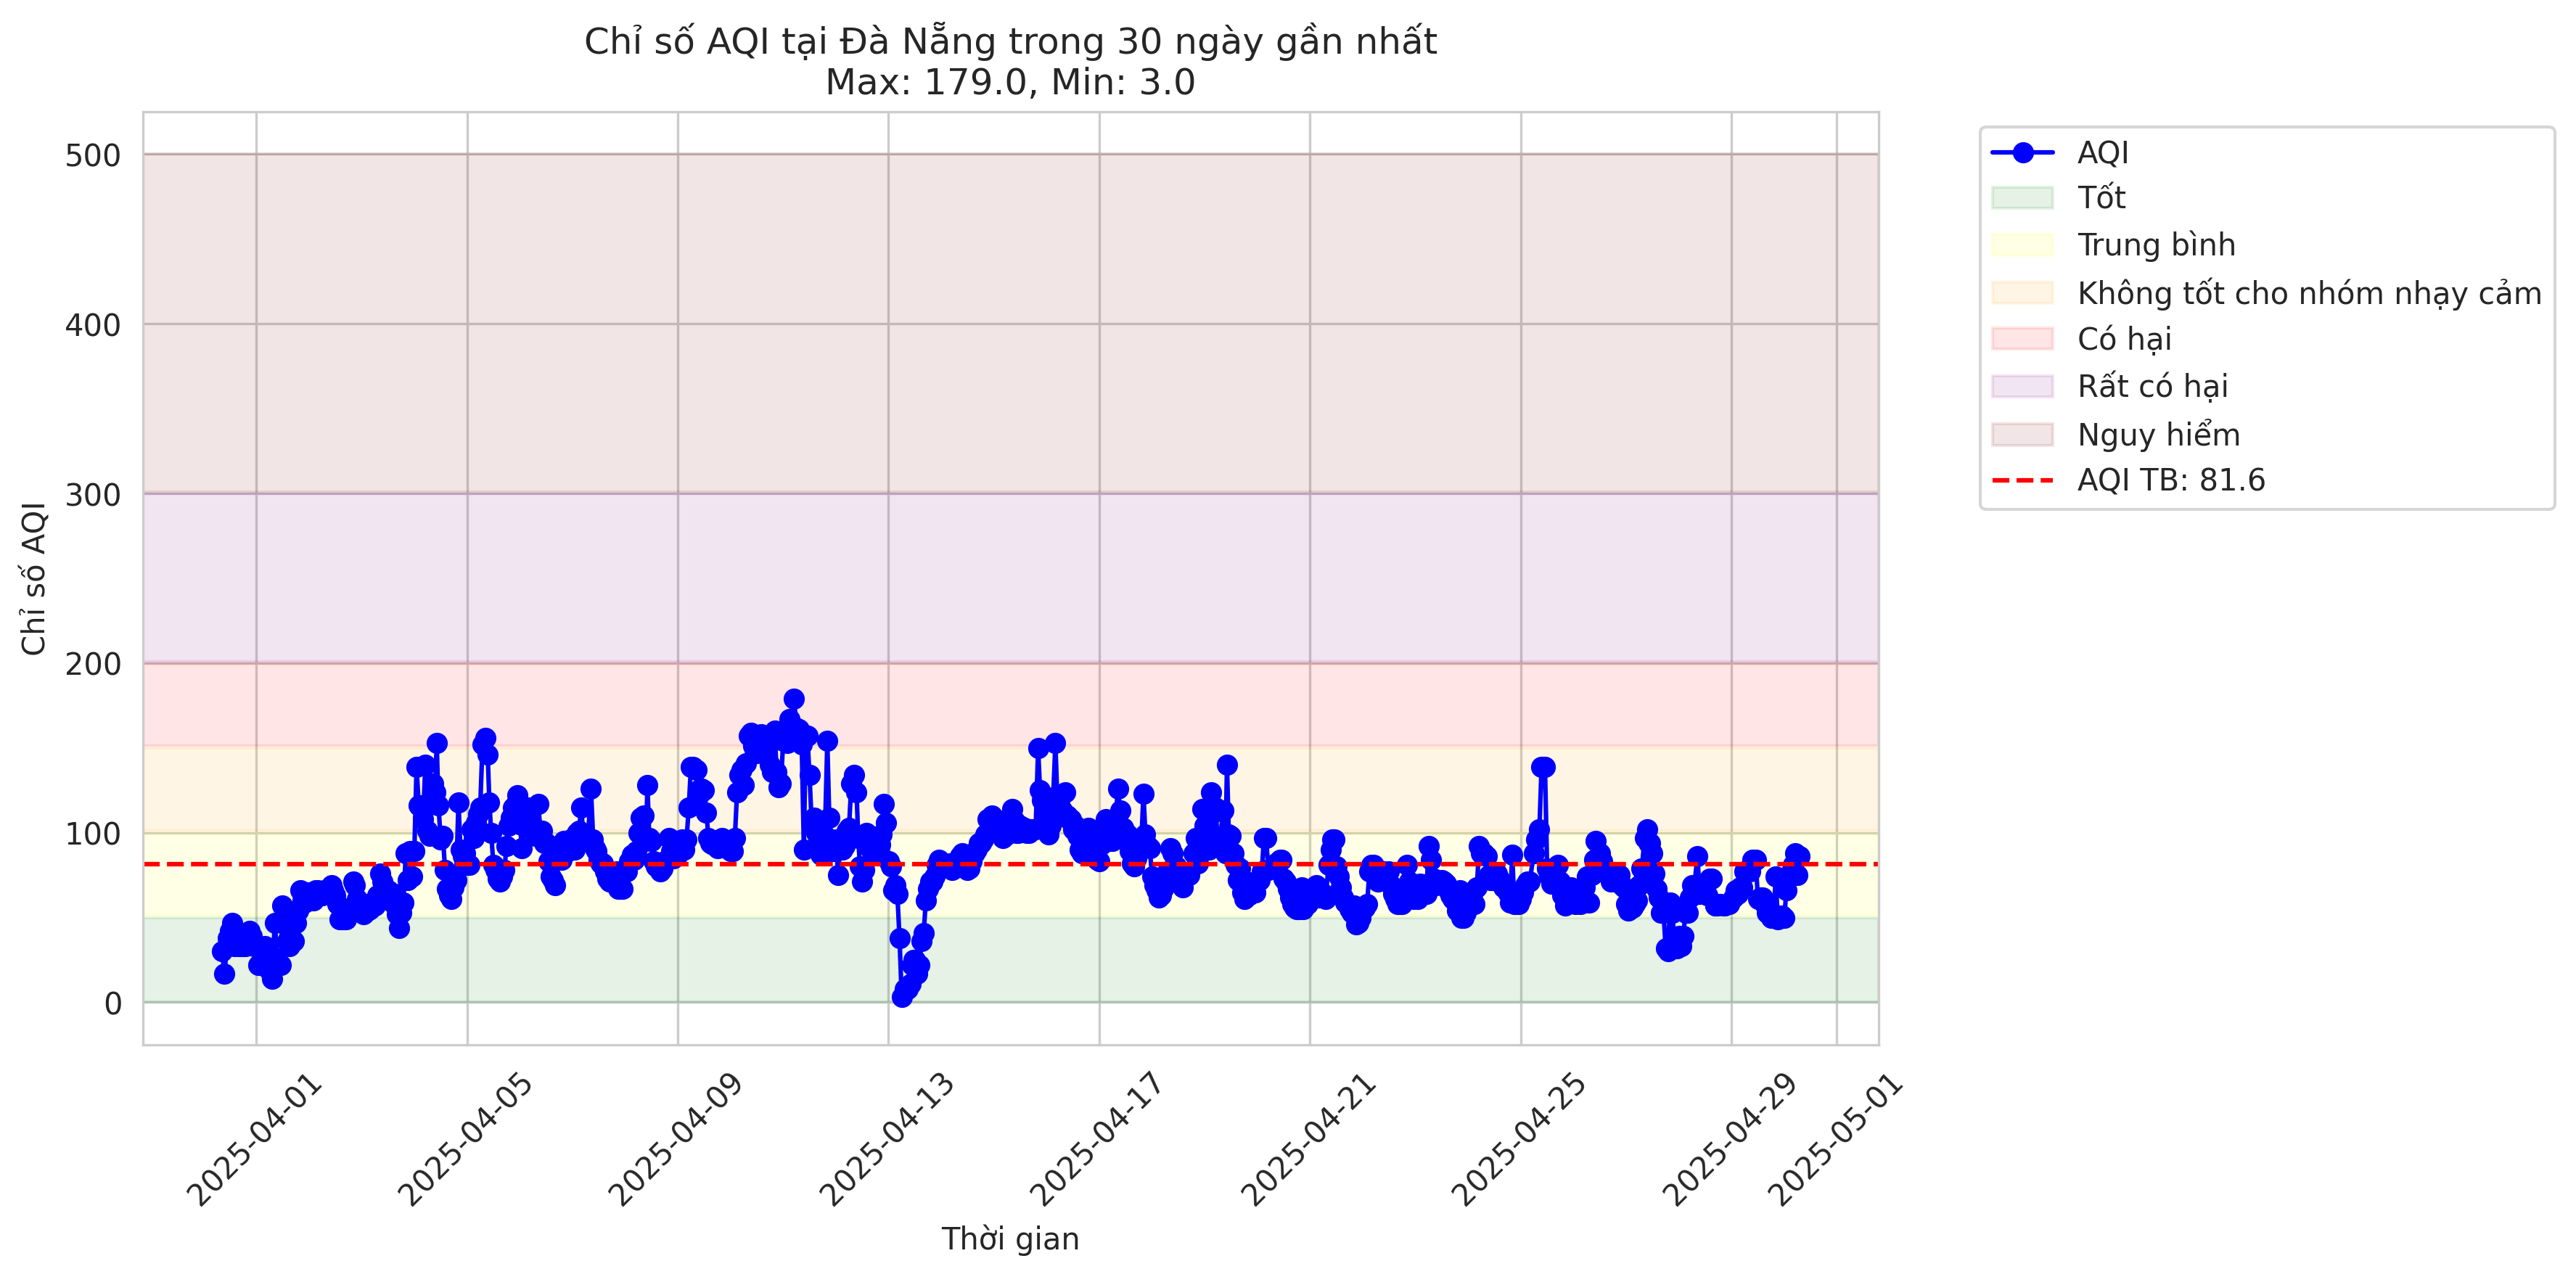 Chỉ số AQI tại Đà Nẵng trong 30 ngày gần nhất
Max: 179.0, Min: 3.0
Chỉ số AQI
500
400
300
200
100
0
2025-04-01
2025-04-05
2025-04-09
2025-04-13
2025-04-17
2025-04-21
2025-04-25
2025-04-29
2025-05-01
Thời gian
AQI
Tốt
Trung bình
Không tốt cho nhóm nhạy cảm
Có hại
Rất có hại
Nguy hiểm
AQI TB: 81.6